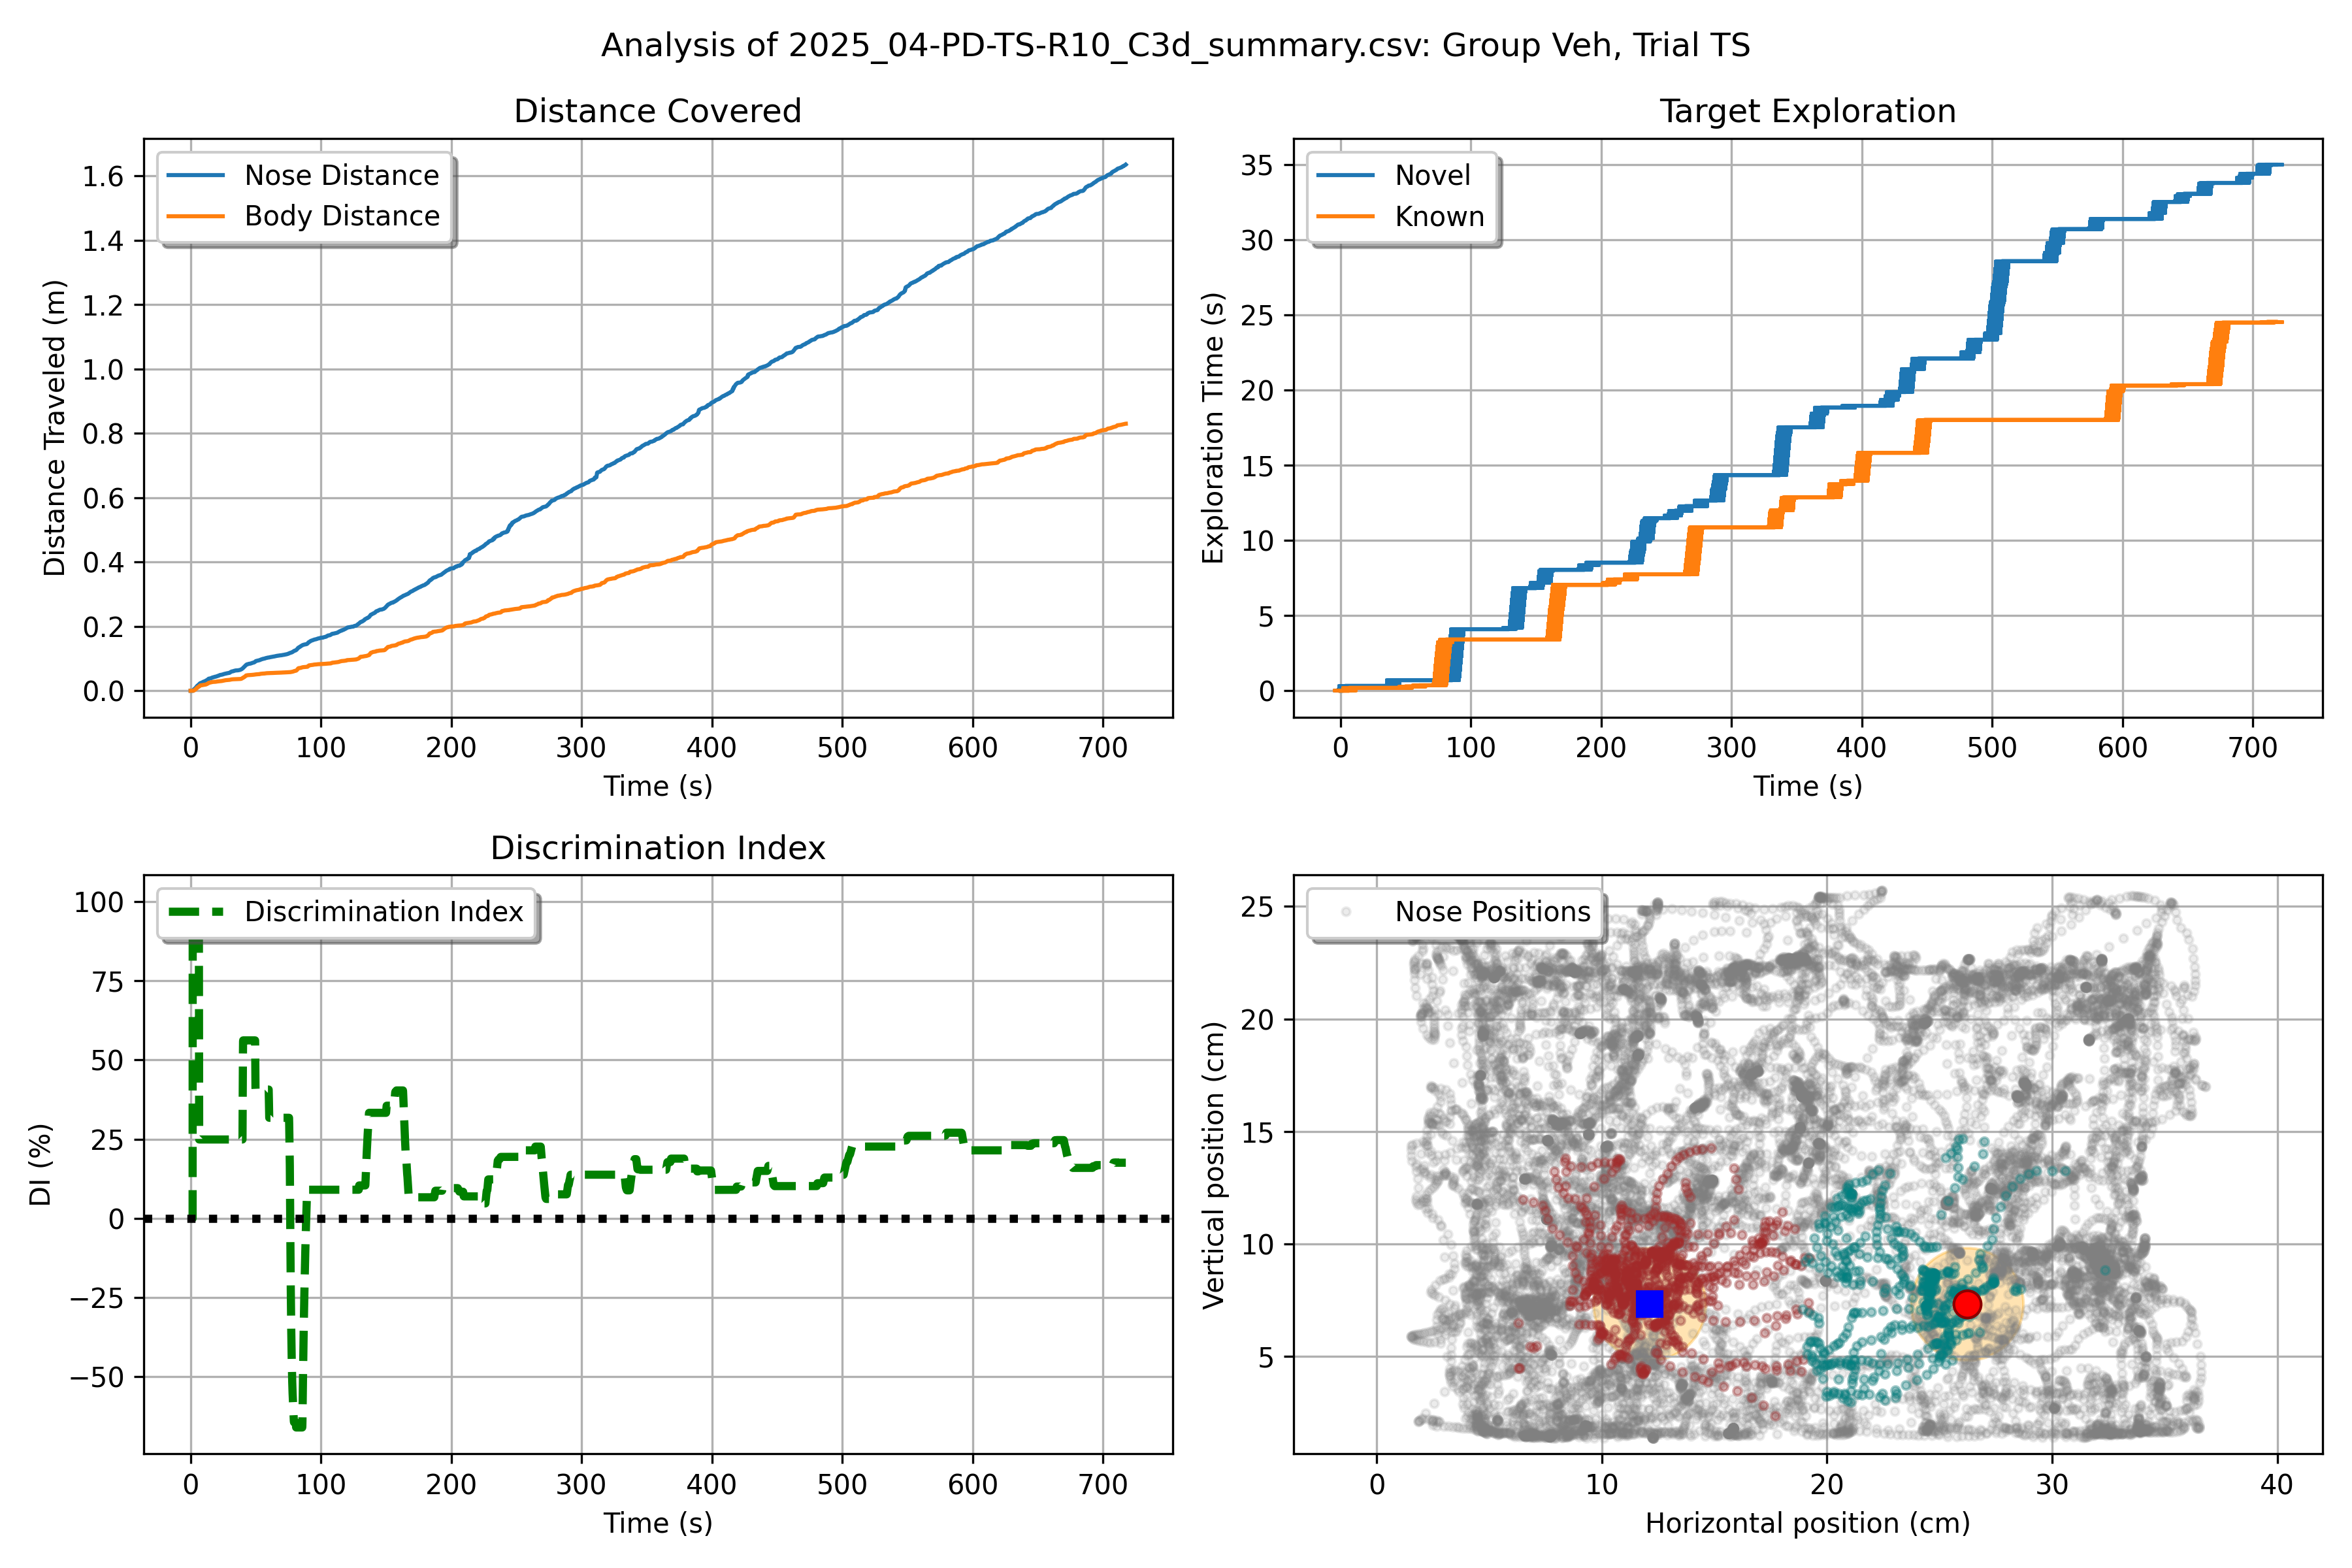 Analysis of 2025_04-PD-TS-R10_C3d_summary.csv: Group Veh, Trial TS
Distance Covered
Nose Distance
Body Distance
Distance Traveled (m)
1.6
1.4
1.2
1.0
0.8
0.6
0.4
0.2
0.0
0 100 200 300 400 500 600 700
Time (s)
Target Exploration
Novel
Known
Exploration Time (s)
35
30
25
20
15
10
5
0
0 100 200 300 400 500 600 700
Time (s)
Discrimination Index
Discrimination Index
DI (%)
100
75
50
25
0
−25
−50
0 100 200 300 400 500 600 700
Time (s)
Nose Positions
Vertical position (cm)
25
20
15
10
5
0 10 20 30 40
Horizontal position (cm)